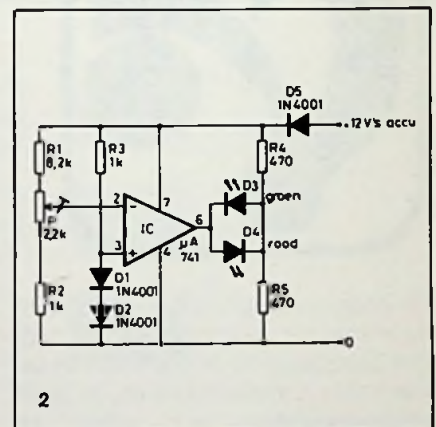 D5
1N4001
.12V's accu
R1
8,2k
R3
1k
R4
470
2
7
IC
6
D3
groen
P
2,2k
3
4
µA
741
D4
rood
D1
1N4001
R2
1k
D2
1N4001
R5
470
0
2